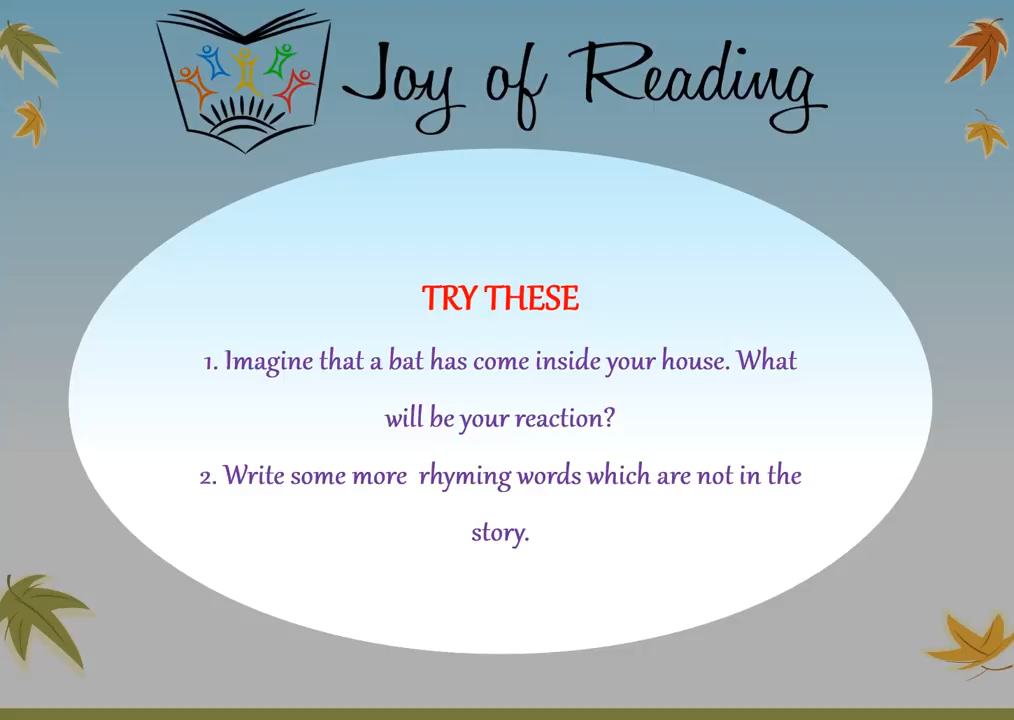 Joy of Reading
TRY THESE
1. Imagine that a bat has come inside your house. What
will be your reaction?
2. Write some more  rhyming words which are not in the
story.